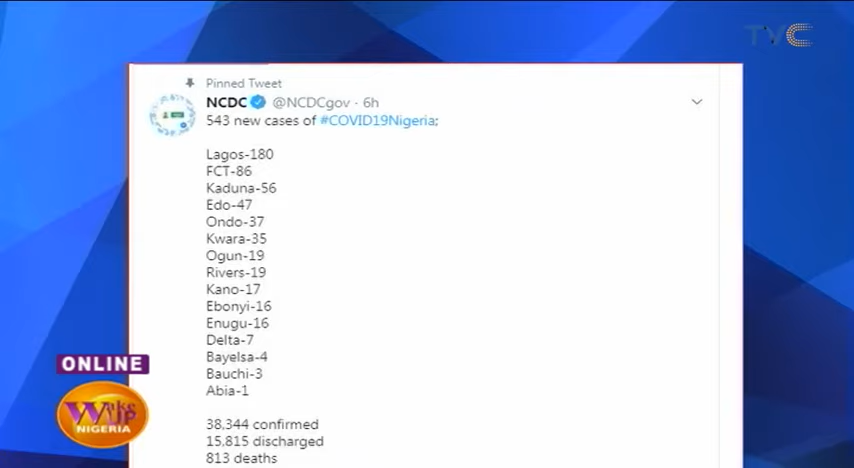 TVC
Pinned Tweet
NCDC @NCDCgov · 6h
543 new cases of #COVID19Nigeria;
Lagos-180
FCT-86
Kaduna-56
Edo-47
Ondo-37
Kwara-35
Ogun-19
Rivers-19
Kano-17
Ebonyi-16
Enugu-16
Delta-7
Bayelsa-4
Bauchi-3
Abia-1
38,344 confirmed
15,815 discharged
813 deaths
ONLINE
Wake
UP
NIGERIA